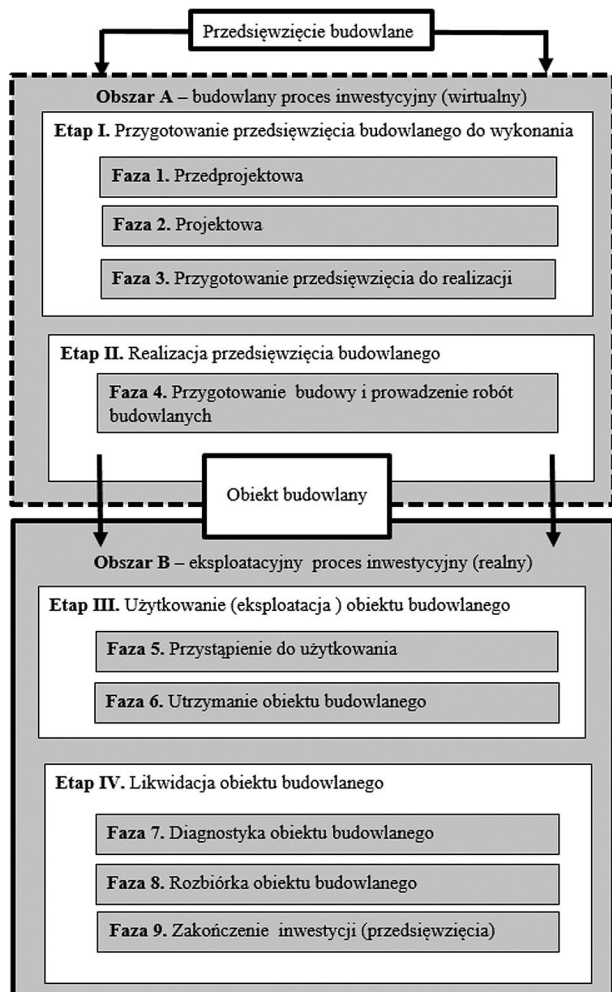 Przedsięwzięcie budowlane
Obszar A – budowlany proces inwestycyjny (wirtualny)
Etap I. Przygotowanie przedsięwzięcia budowlanego do wykonania
Faza 1. Przedprojektowa
Faza 2. Projektowa
Faza 3. Przygotowanie przedsięwzięcia do realizacji
Etap II. Realizacja przedsięwzięcia budowlanego
Faza 4. Przygotowanie budowy i prowadzenie robót
budowlanych
Obiekt budowlany
Obszar B – eksploatacyjny proces inwestycyjny (realny)
Etap III. Użytkowanie (eksploatacja ) obiektu budowlanego
Faza 5. Przystąpienie do użytkowania
Faza 6. Utrzymanie obiektu budowlanego
Etap IV. Likwidacja obiektu budowlanego
Faza 7. Diagnostyka obiektu budowlanego
Faza 8. Rozbiórka obiektu budowlanego
Faza 9. Zakończenie inwestycji (przedsięwzięcia)